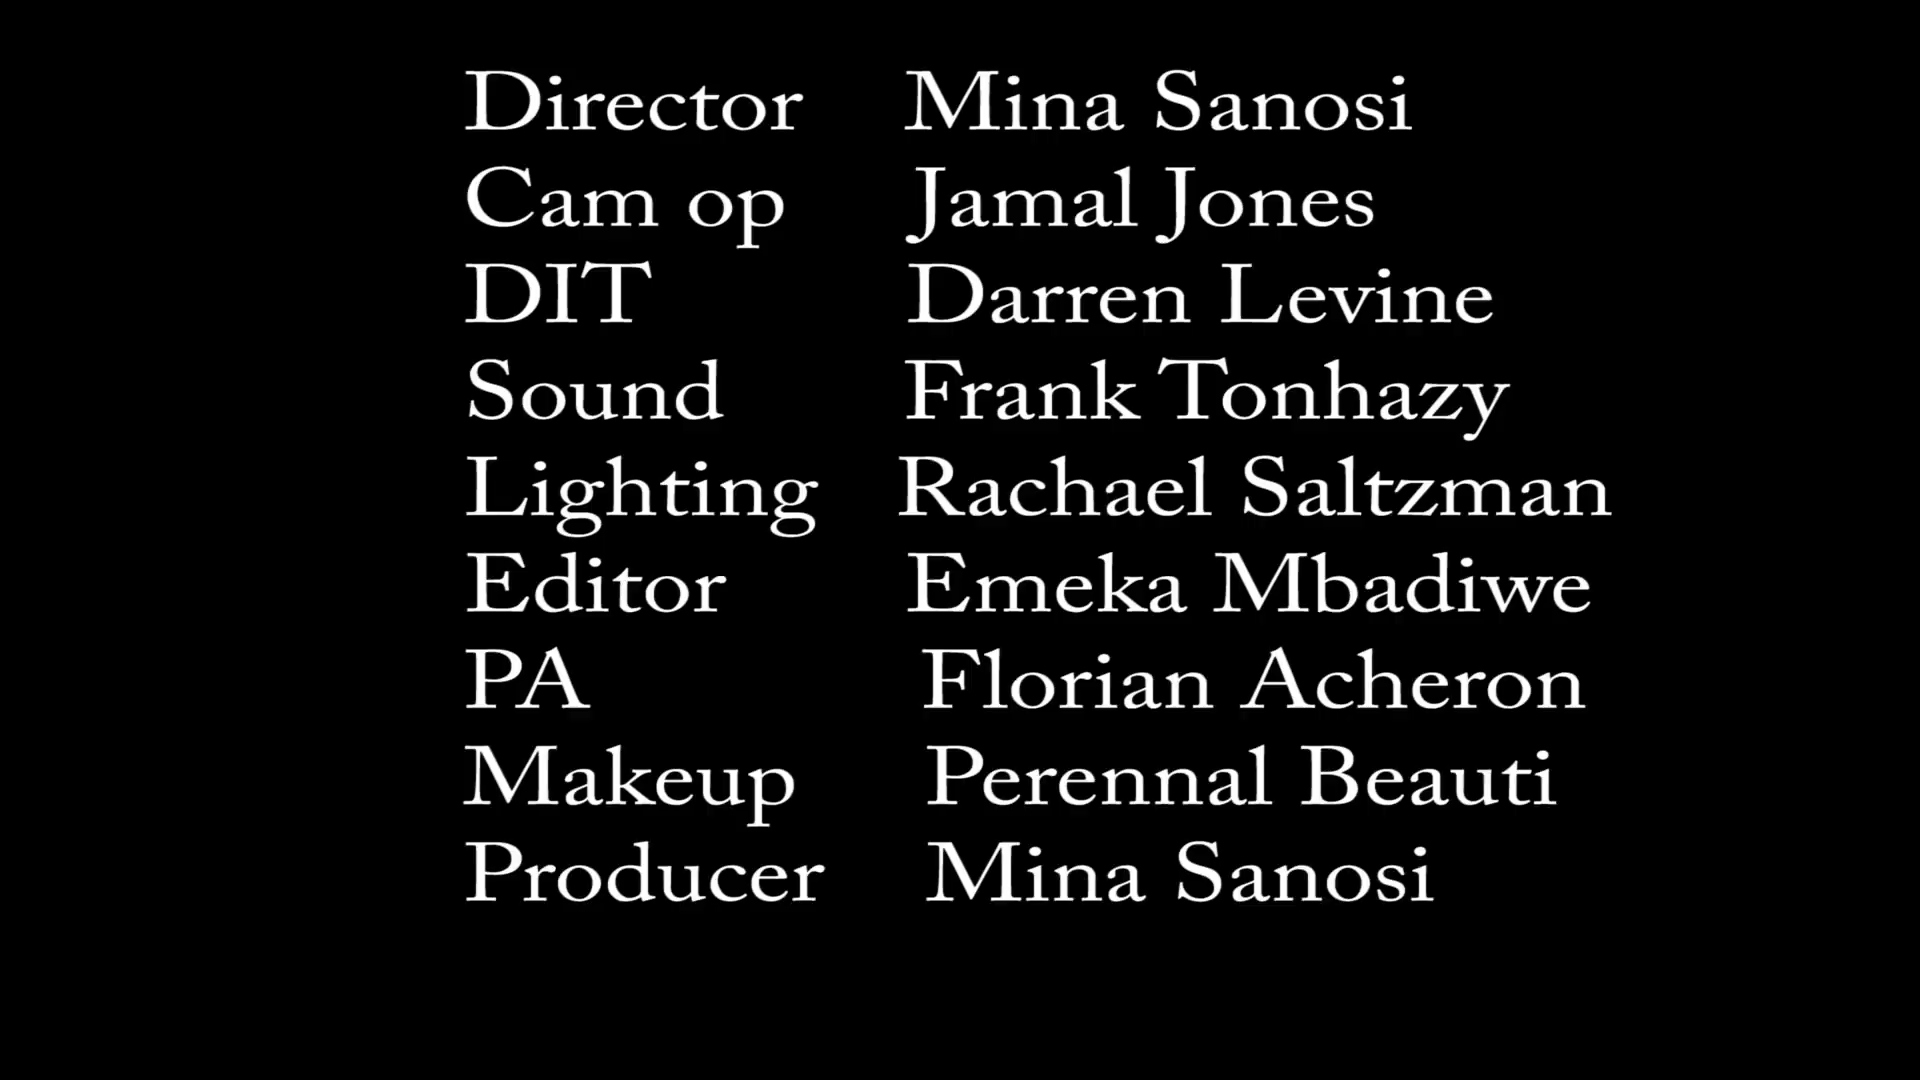 Director Mina Sanosi
Cam op Jamal Jones
DIT Darren Levine
Sound Frank Tonhazy
Lighting Rachael Saltzman
Editor Emeka Mbadiwe
PA Florian Acheron
Makeup Perennal Beauti
Producer Mina Sanosi